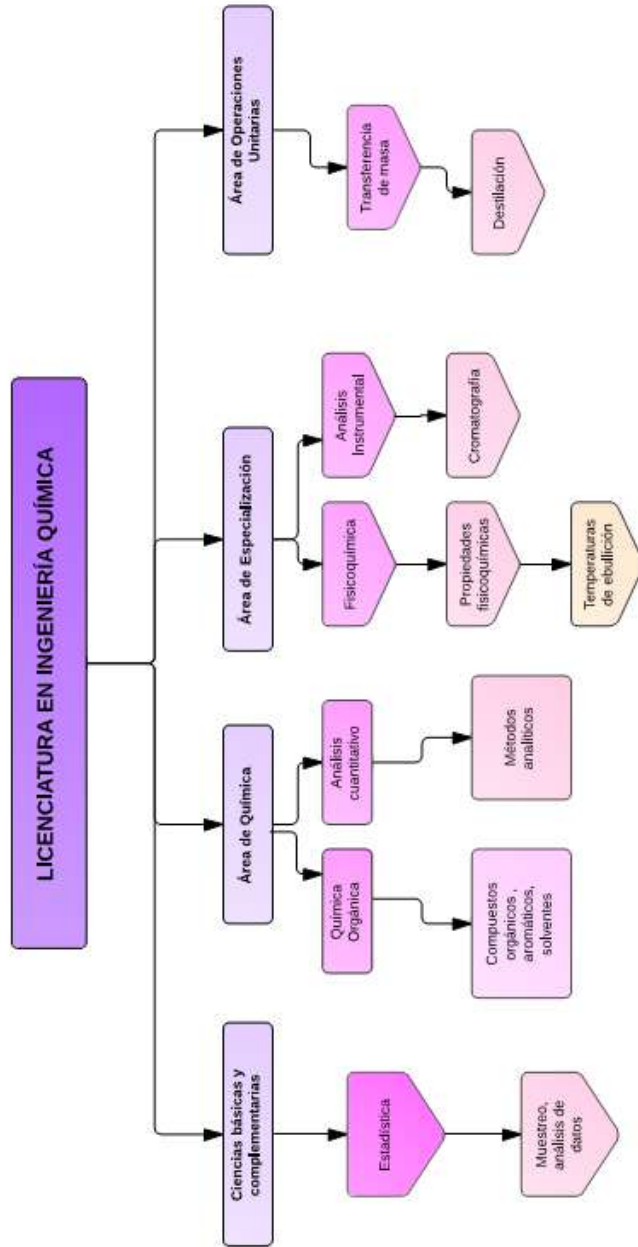 LICENCIATURA EN INGENIERÍA QUÍMICA
Ciencias básicas y
complementarias
Área de Química
Área de Especialización
Área de Operaciones
Unitarias
Estadística
Química
Orgánica
Análisis
cuantitativo
Fisicoquímica
Análisis
Instrumental
Transferencia
de masa
Muestreo,
análisis de
datos
Compuestos
orgánicos ,
aromáticos,
solventes
Métodos
analíticos
Propiedades
fisicoquímicas
Cromatografía
Destilación
Temperaturas
de ebullición